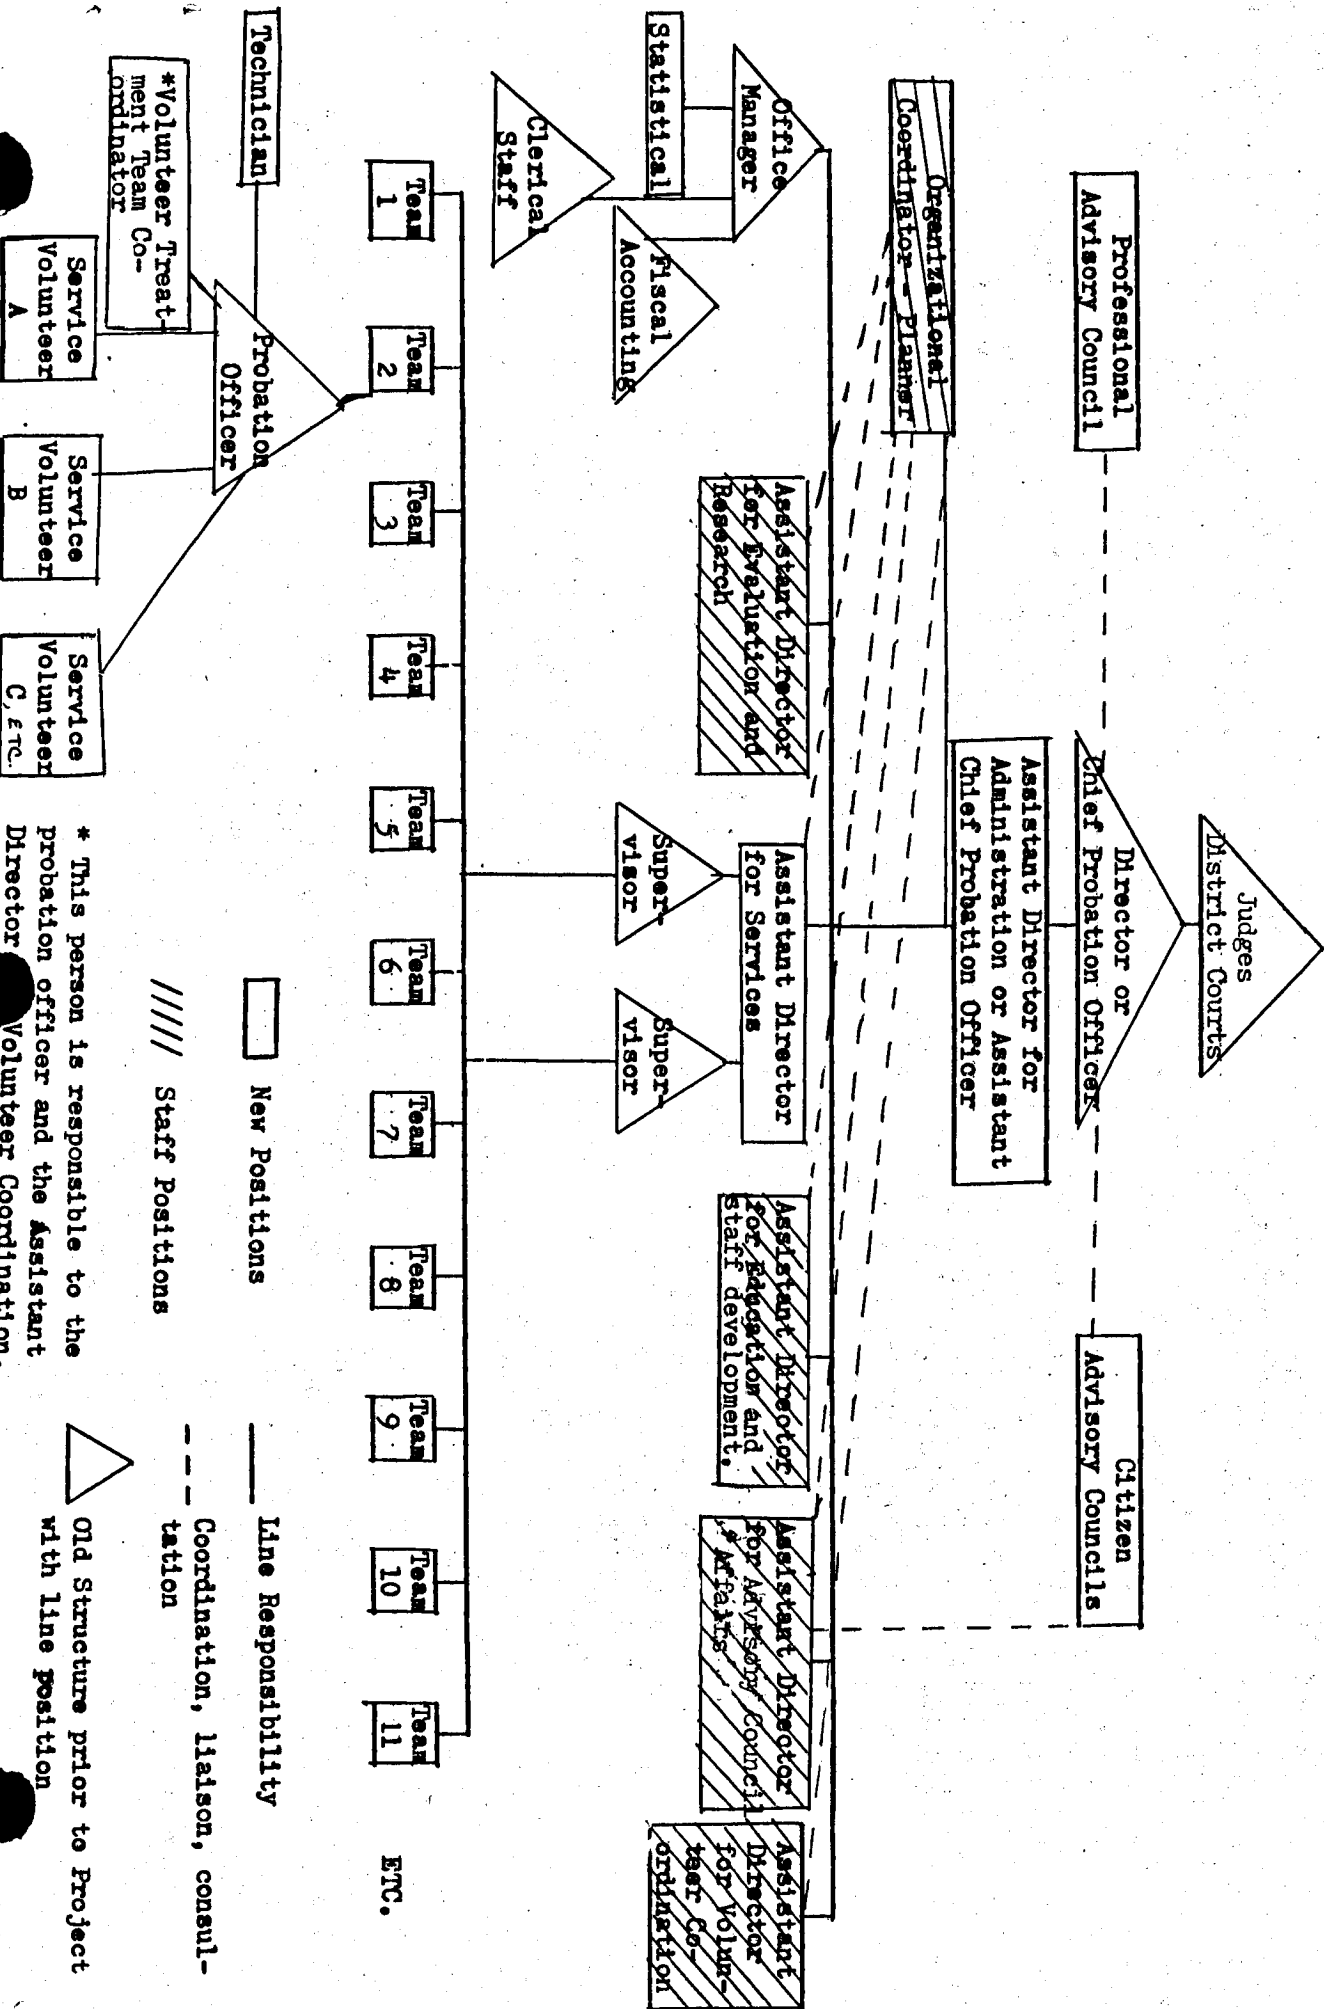 Judges
District Courts
Professional
Advisory Council
Director or
Chief Probation Officer
Citizen
Advisory Councils
Assistant Director for
Administration or Assistant
Chief Probation Officer
Organizational
Coordinator - Planner
Office
Manager
Statistical
Fiscal
Accounting
Clerical
Staff
Assistant Director
for Evaluation and
Research
Assistant Director
for Services
Super-
visor
Super-
visor
Assistant Director
for Education and
staff development.
Assistant Director
for Advisory Council
Affairs
Assistant
Director
for Volun-
teer Co-
ordination
Team
1
Team
2
Team
3
Team
4
Team
5
Team
6
Team
7
Team
8
Team
9
Team
10
Team
11
ETC.
Technician
*Volunteer Treat-
ment Team Co-
ordinator
Probation
Officer
Service
Volunteer
A
Service
Volunteer
B
Service
Volunteer
C, ETC.
New Positions
///// Staff Positions
* This person is responsible to the
probation officer and the Assistant
Director Volunteer Coordination.
Line Responsibility
Coordination, liaison, consul-
tation
Old Structure prior to Project
with line position